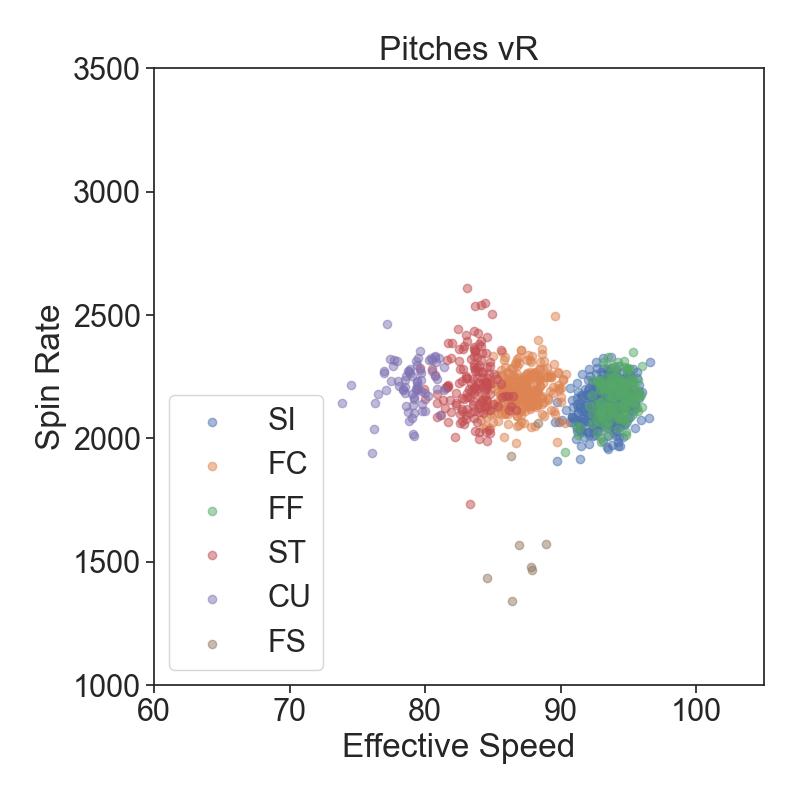 Pitches vR
3500
3000
2500
2000
1500
1000
Spin Rate
SI
FC
FF
ST
CU
FS
60 70 80 90 100
Effective Speed